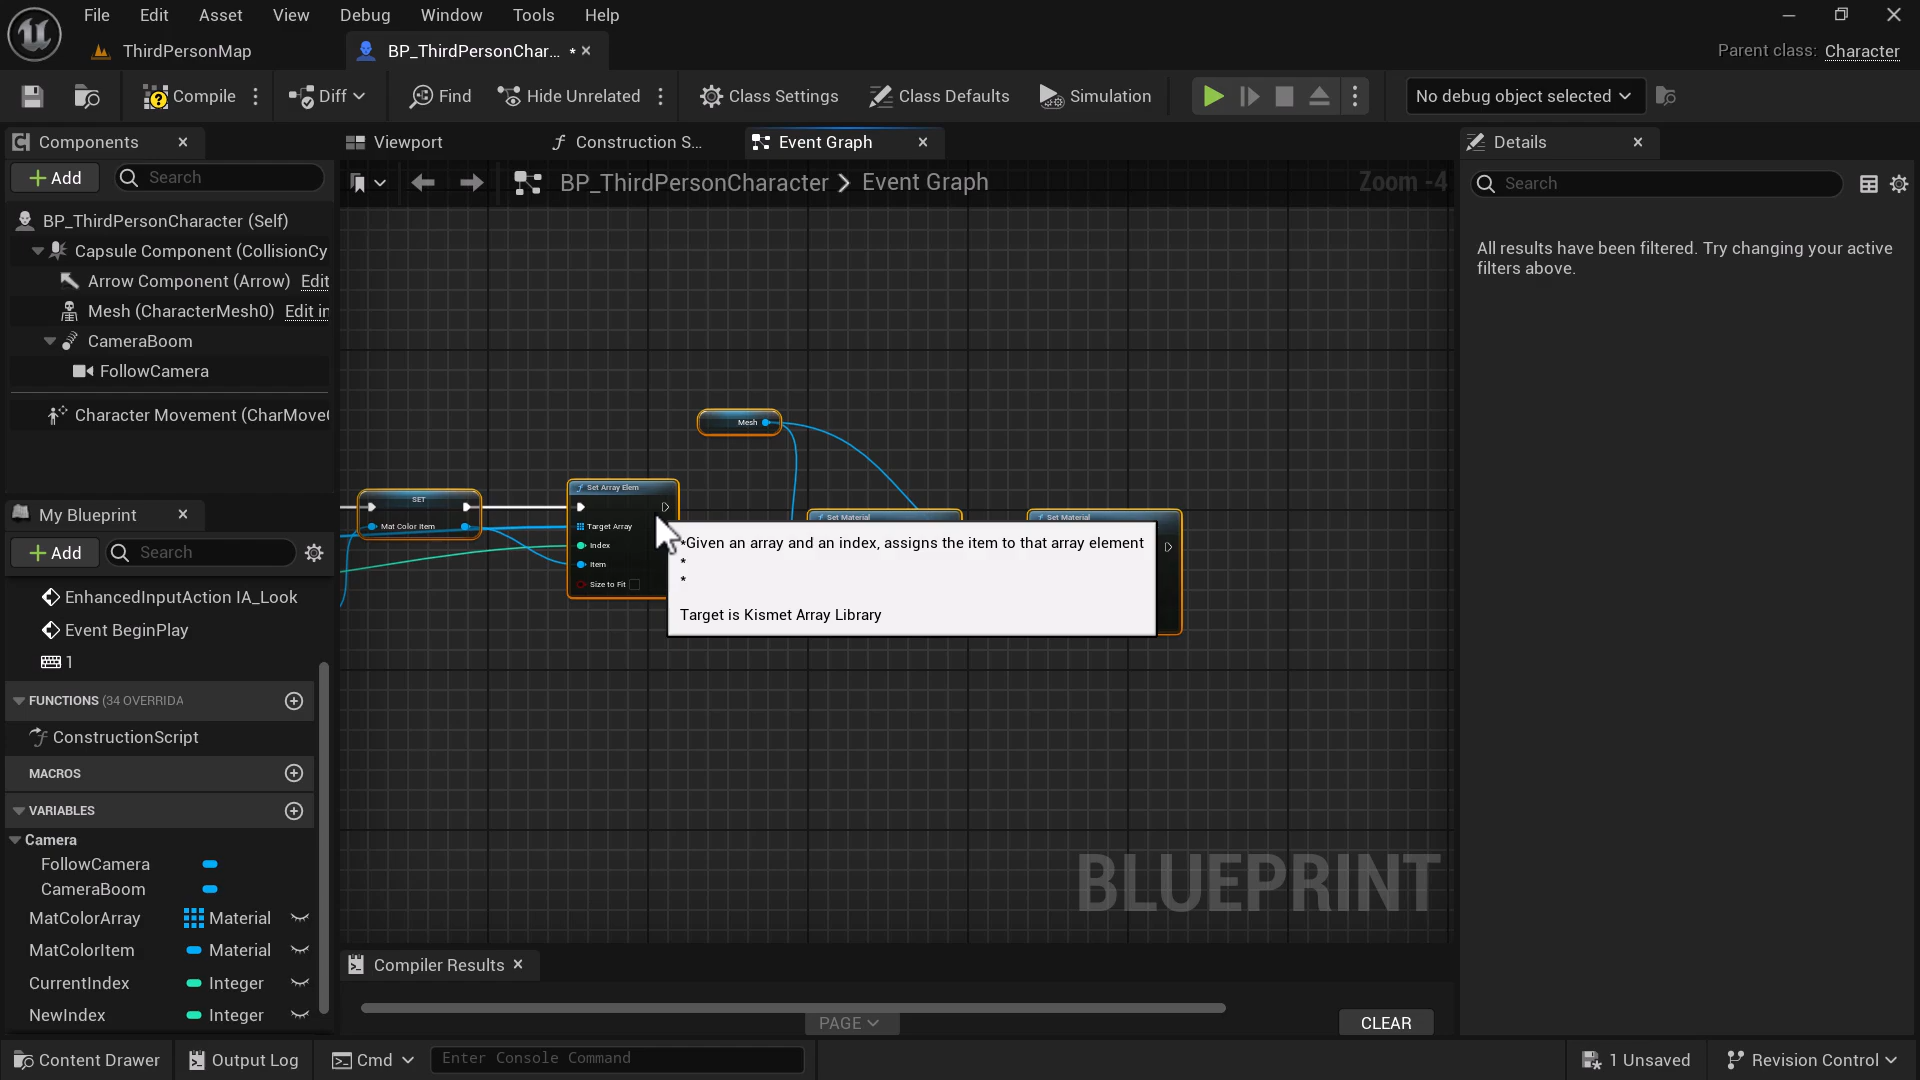 File Edit Asset View Debug Window Tools Help
ThirdPersonMap
BP_ThirdPersonChar... *
Parent class: Character
Compile
Diff
Find
Hide Unrelated
Class Settings
Class Defaults
Simulation
No debug object selected
Components
Add
Search
BP_ThirdPersonCharacter (Self)
Capsule Component (CollisionCy
Arrow Component (Arrow) Edit
Mesh (CharacterMesh0) Edit in
CameraBoom
FollowCamera
Character Movement (CharMove
My Blueprint
Add
Search
EnhancedInputAction IA_Look
Event BeginPlay
1
FUNCTIONS (34 OVERRIDA
ConstructionScript
MACROS
VARIABLES
Camera
FollowCamera
CameraBoom
MatColorArray Material
MatColorItem Material
CurrentIndex Integer
NewIndex Integer
Viewport
Construction S...
Event Graph
BP_ThirdPersonCharacter > Event Graph
Zoom -4
Mesh
SET
Mat Color Item
Set Array Elem
Target Array
Index
Item
Size to Fit
Set Material
Set Material
*Given an array and an index, assigns the item to that array element
*
*
Target is Kismet Array Library
BLUEPRINT
Compiler Results
PAGE
CLEAR
Details
Search
All results have been filtered. Try changing your active
filters above.
Content Drawer
Output Log
Cmd
Enter Console Command
1 Unsaved
Revision Control